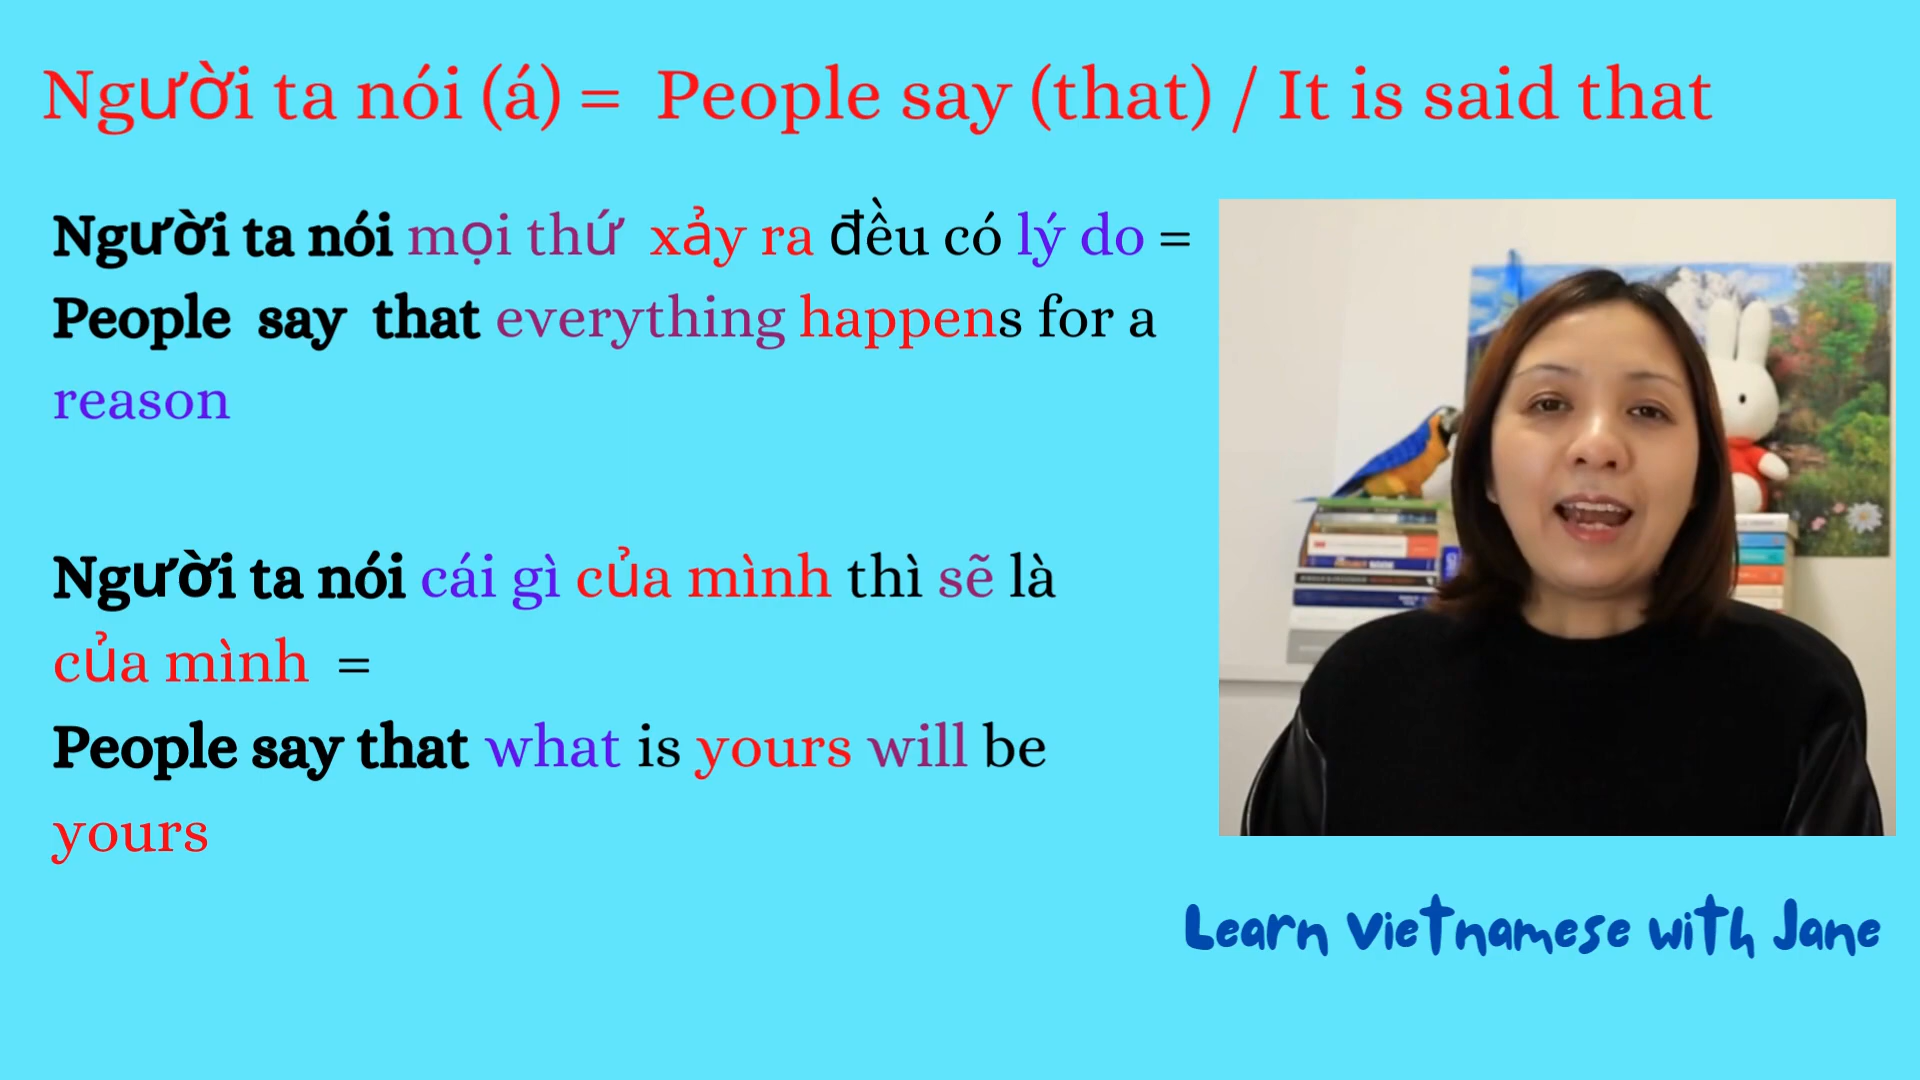 Người ta nói (á) = People say (that) / It is said that
Người ta nói mọi thứ xảy ra đều có lý do =
People say that everything happens for a
reason
Người ta nói cái gì của mình thì sẽ là
của mình =
People say that what is yours will be
yours
Learn Vietnamese with Jane